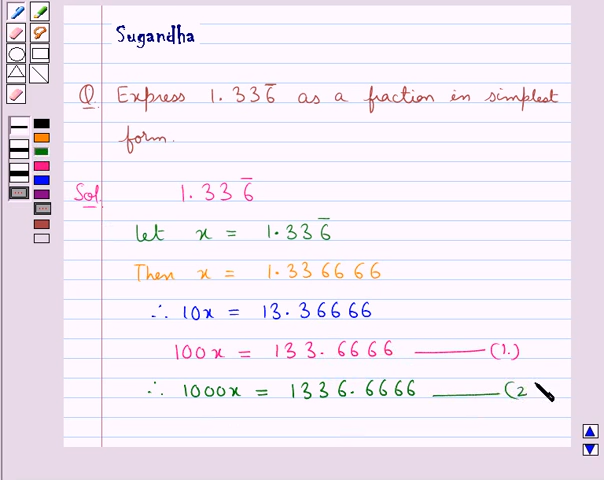 Sugandha
Q. Express 1.336̅ as a fraction in simplest
form.
Sol. 1.336̅
Let x = 1.336̅
Then x = 1.336666
∴ 10x = 13.36666
100x = 133.6666 ——— (1.)
∴ 1000x = 1336.6666 ——— (2